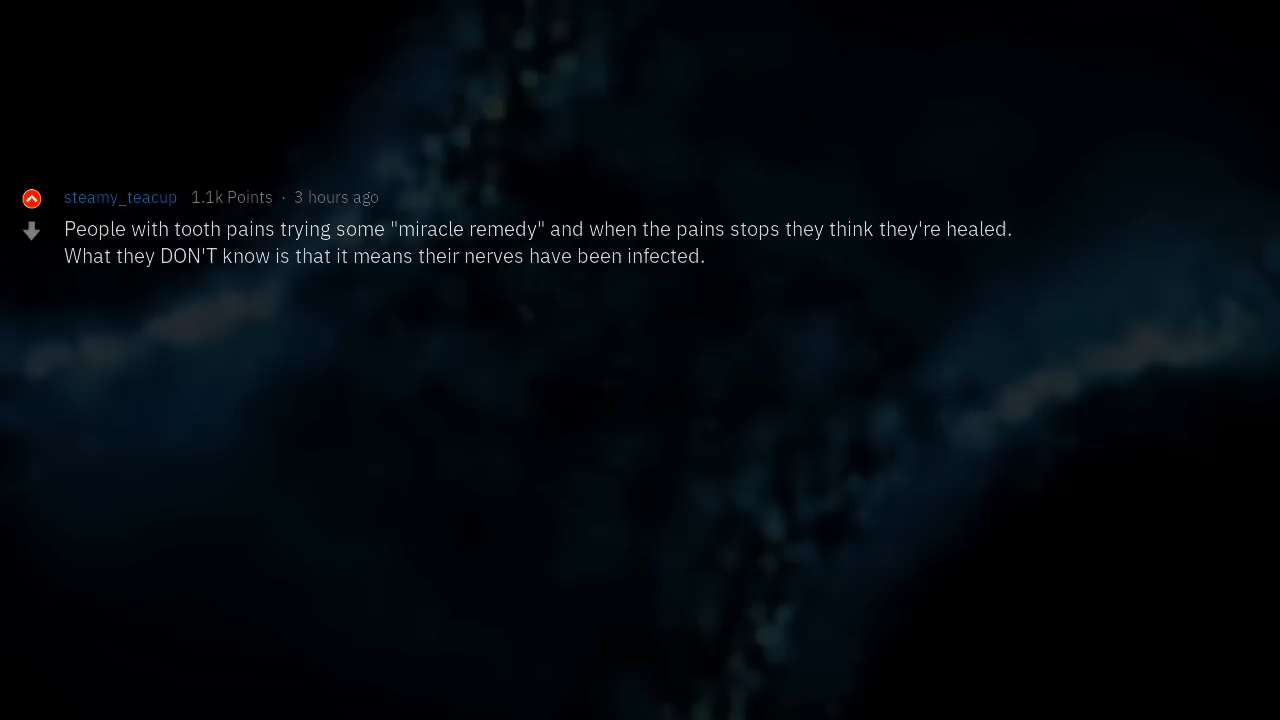 steamy_teacup 1.1k Points · 3 hours ago
People with tooth pains trying some "miracle remedy" and when the pains stops they think they're healed.
What they DON'T know is that it means their nerves have been infected.